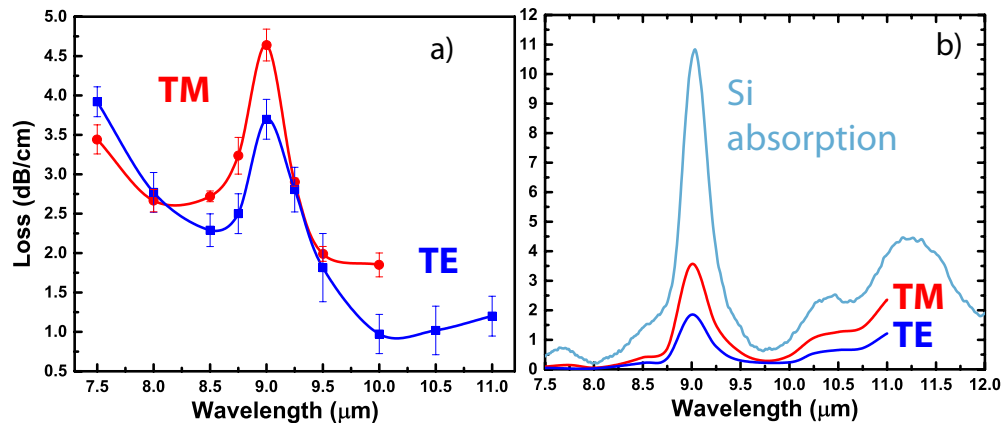 a)
TM
TE
Loss (dB/cm)
5.0
4.5
4.0
3.5
3.0
2.5
2.0
1.5
1.0
0.5
7.5 8.0 8.5 9.0 9.5 10.0 10.5 11.0
Wavelength (μm)
b)
Si
absorption
TM
TE
12
11
10
9
8
7
6
5
4
3
2
1
0
7.5 8.0 8.5 9.0 9.5 10.0 10.5 11.0 11.5 12.0
Wavelength (μm)